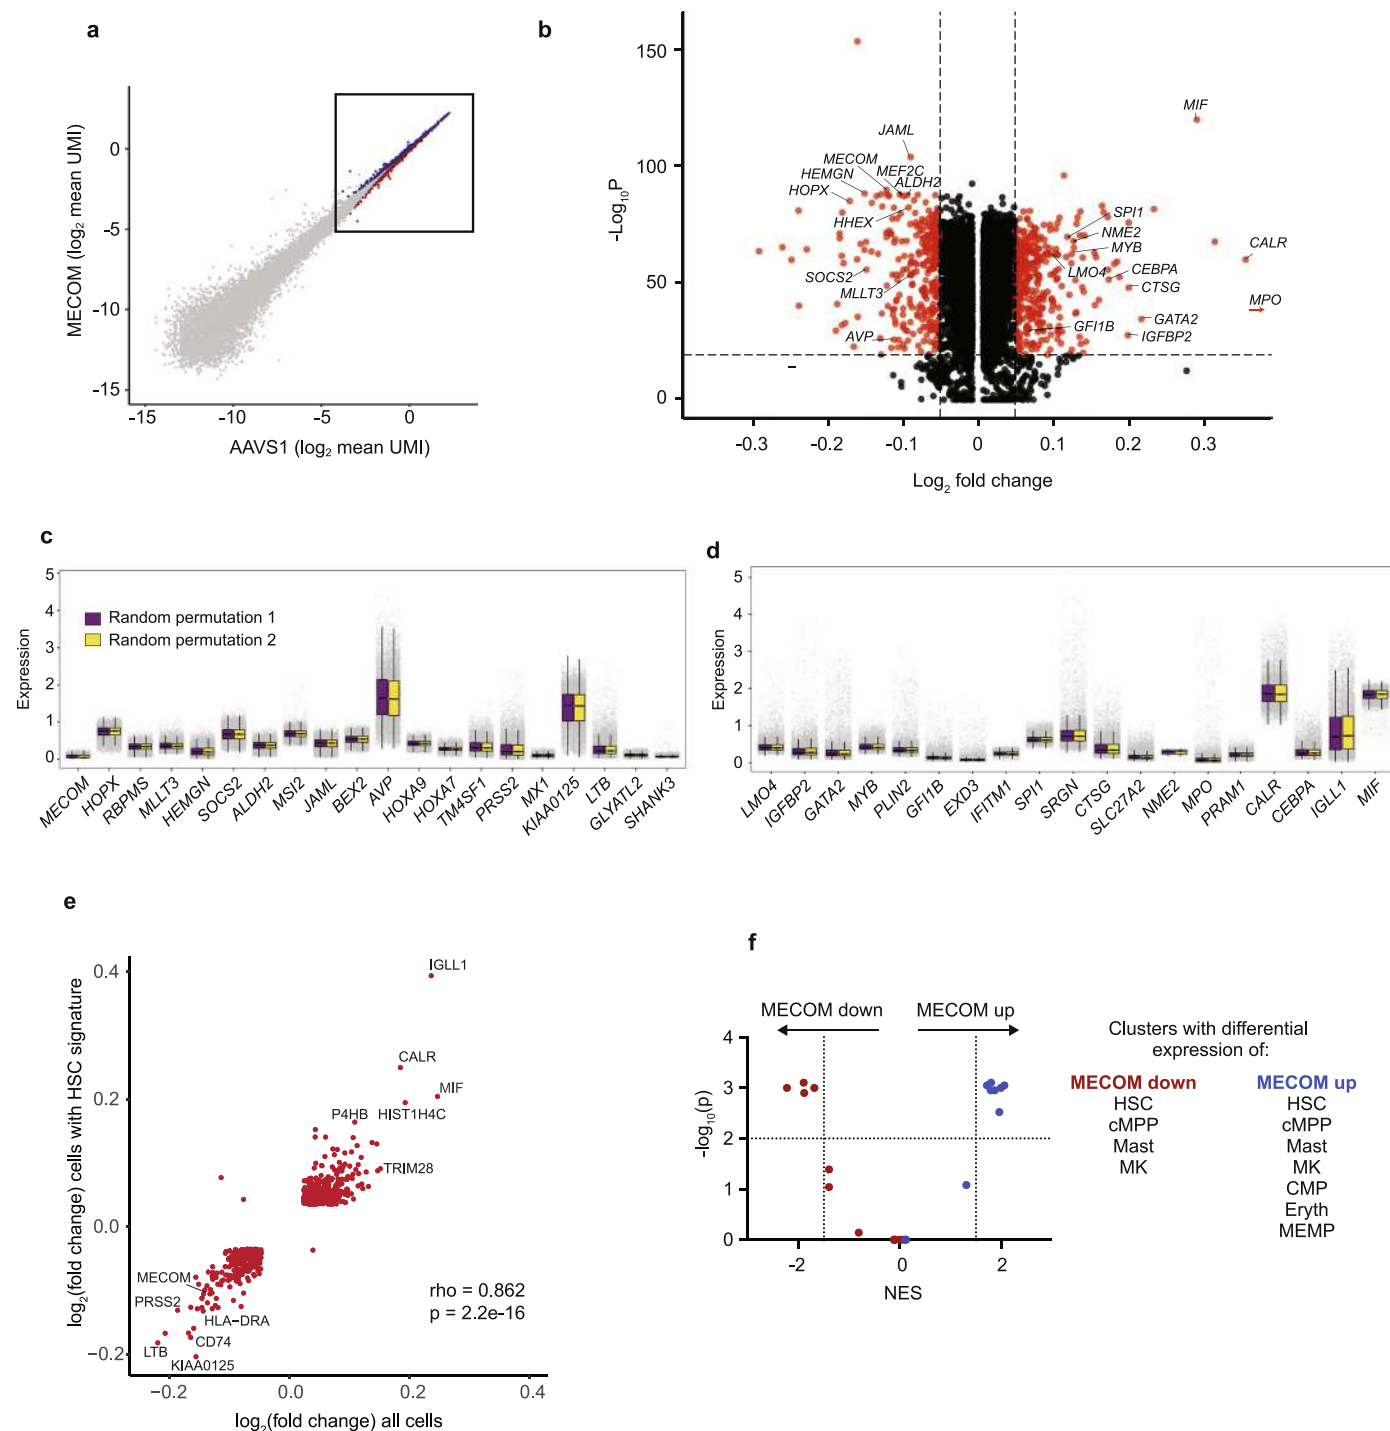 a
MECOM (log2 mean UMI)
0
-5
-10
-15
-15
-10
-5
0
AAVS1 (log2 mean UMI)
b
-Log10P
150
100
50
0
MIF
JAML
MECOM
MEF2C
HEMGN
ALDH2
HOPX
HHEX
SPI1
NME2
MYB
CALR
LMO4
CEBPA
SOCS2
CTSG
MLLT3
MPO
GATA2
GFI1B
AVP
IGFBP2
-0.3
-0.2
-0.1
0
0.1
0.2
0.3
Log2 fold change
c
Expression
5
4
3
2
1
0
Random permutation 1
Random permutation 2
MECOM
HOPX
RBPMS
MLLT3
HEMGN
SOCS2
ALDH2
MSI2
JAML
BEX2
AVP
HOXA9
HOXA7
TM4SF1
PRSS2
MX1
KIAA0125
LTB
GLYATL2
SHANK3
d
Expression
5
4
3
2
1
0
LMO4
IGFBP2
GATA2
MYB
PLIN2
GFI1B
EXD3
IFITM1
SPI1
SRGN
CTSG
SLC27A2
NME2
MPO
PRAM1
CALR
CEBPA
IGLL1
MIF
e
log2(fold change) cells with HSC signature
0.4
0.2
0.0
−0.2
IGLL1
CALR
MIF
P4HB
HIST1H4C
TRIM28
MECOM
PRSS2
HLA−DRA
CD74
LTB
KIAA0125
rho = 0.862
p = 2.2e-16
−0.2
0.0
0.2
0.4
log2(fold change) all cells
f
MECOM down
MECOM up
-log10(p)
4
3
2
1
0
-2
0
2
NES
Clusters with differential
expression of:
MECOM down
HSC
cMPP
Mast
MK
MECOM up
HSC
cMPP
Mast
MK
CMP
Eryth
MEMP